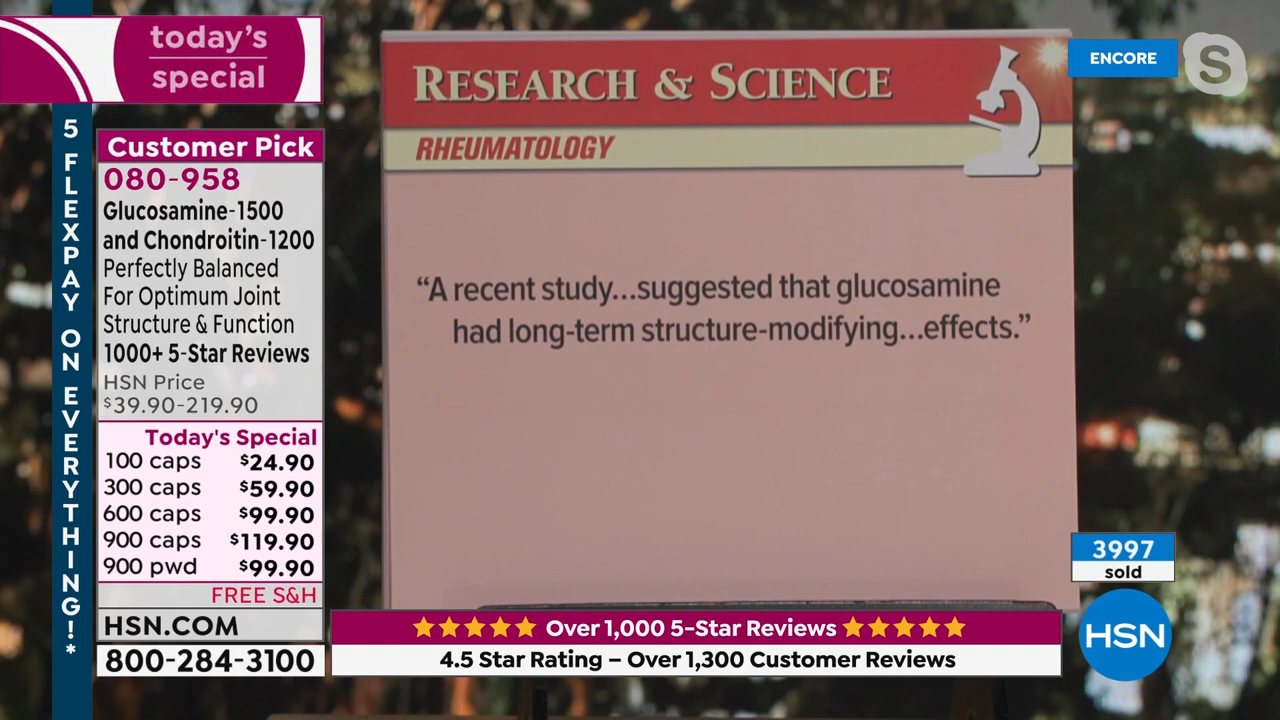 today's
special
5 FLEXPAY ON EVERYTHING!*
Customer Pick
080-958
Glucosamine-1500
and Chondroitin-1200
Perfectly Balanced
For Optimum Joint
Structure & Function
1000+ 5-Star Reviews
HSN Price
$39.90-219.90
Today's Special
100 caps $24.90
300 caps $59.90
600 caps $99.90
900 caps $119.90
900 pwd $99.90
FREE S&H
HSN.COM
800-284-3100
RESEARCH & SCIENCE
RHEUMATOLOGY
“A recent study...suggested that glucosamine
had long-term structure-modifying...effects.”
ENCORE
S
3997
sold
HSN
Over 1,000 5-Star Reviews
4.5 Star Rating – Over 1,300 Customer Reviews